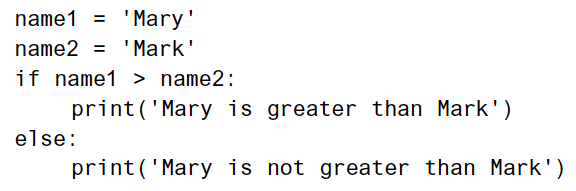 name1 = 'Mary'
name2 = 'Mark'
if name1 > name2:
    print('Mary is greater than Mark')
else:
    print('Mary is not greater than Mark')